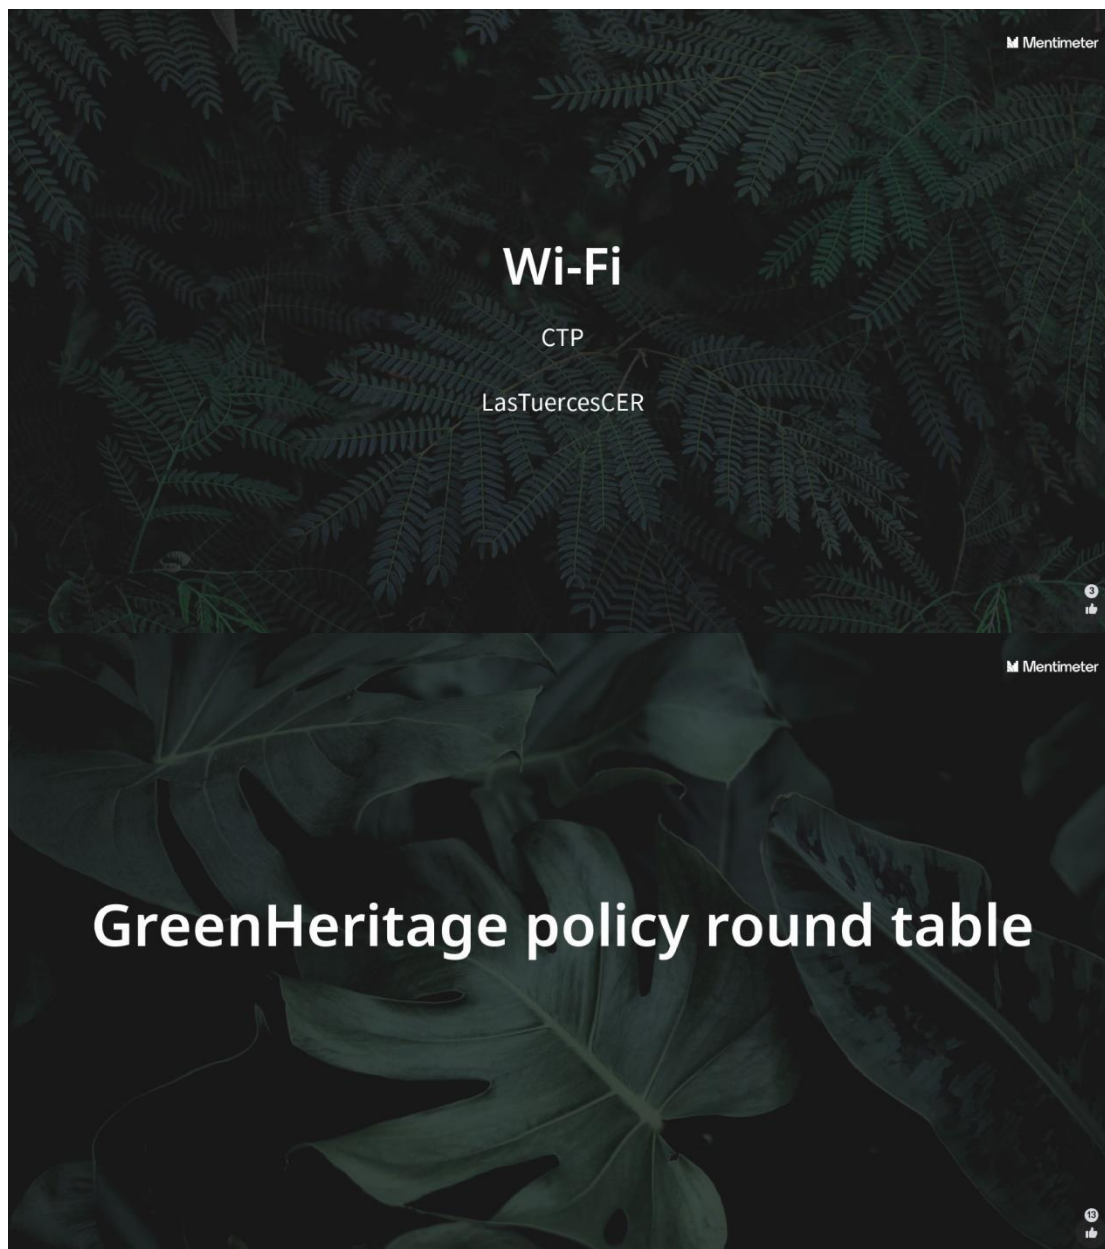 Mentimeter
Wi-Fi
CTP
LasTuercesCER
3
Mentimeter
GreenHeritage policy round table
13